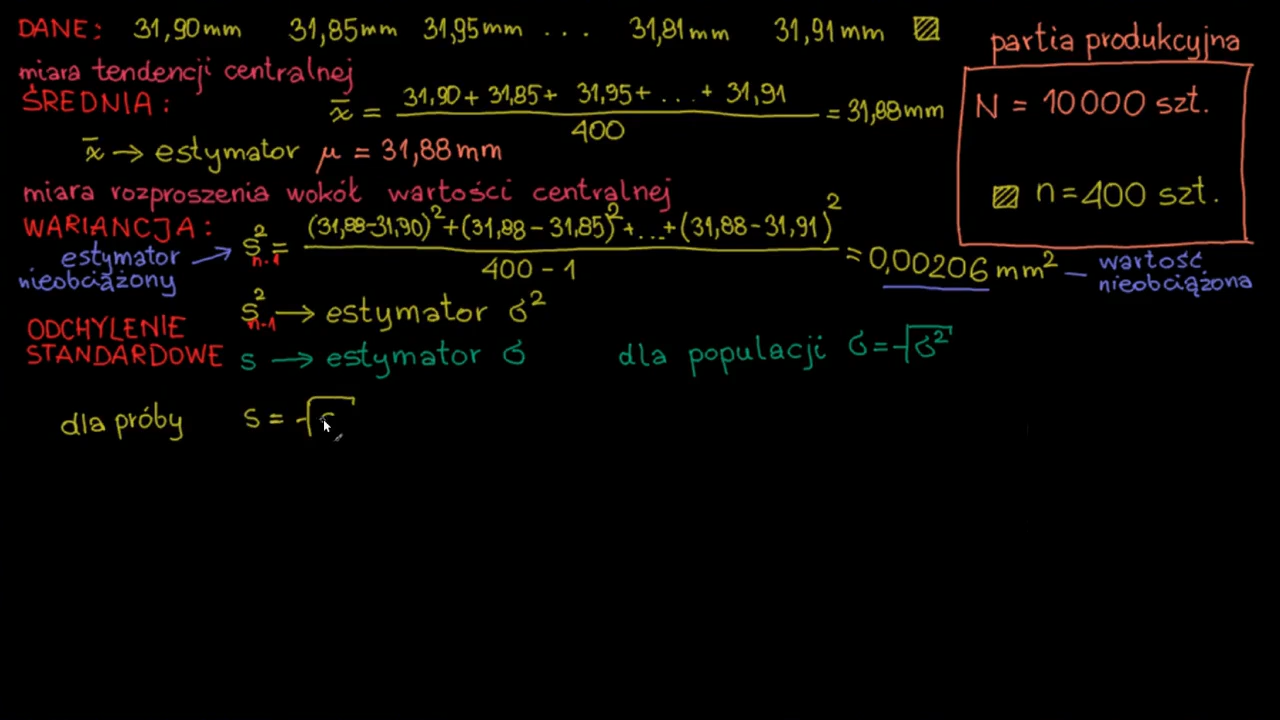 DANE: 31,90mm 31,85mm 31,95mm ... 31,81mm 31,91mm
partia produkcyjna
miara tendencji centralnej
ŚREDNIA: x̄ = (31,90 + 31,85 + 31,95 + ... + 31,91) / 400 = 31,88mm
N = 10000 szt.
x̄ → estymator μ = 31,88mm
n = 400 szt.
miara rozproszenia wokół wartości centralnej
WARIANCJA: s²n-1 = ((31,88-31,90)² + (31,88-31,85)² + ... + (31,88-31,91)²) / (400-1) = 0,00206 mm² — wartość
nieobciążona
estymator →
nieobciążony
s²n-1 → estymator σ²
ODCHYLENIE
STANDARDOWE s → estymator σ dla populacji σ = √σ²
dla próby s = √